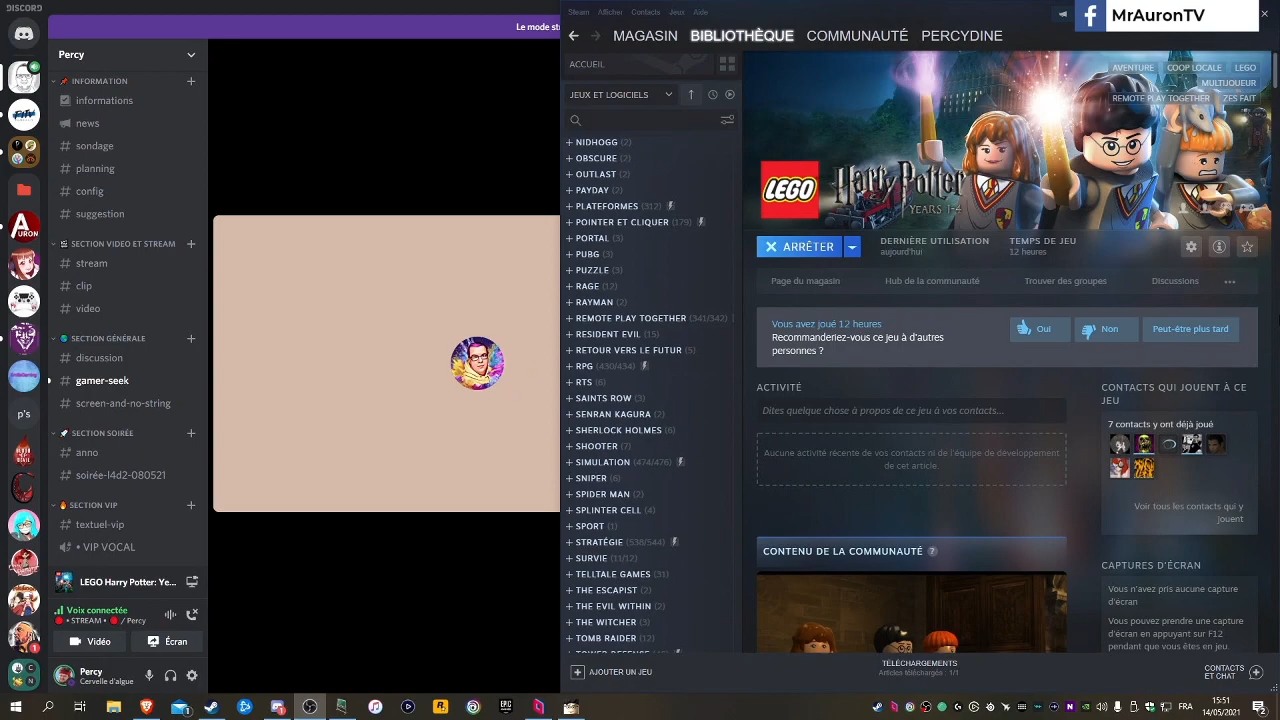 Le mode str
Percy
INFORMATION
informations
news
sondage
planning
config
suggestion
SECTION VIDEO ET STREAM
stream
clip
video
SECTION GÉNÉRALE
discussion
gamer-seek
screen-and-no-string
SECTION SOIRÉE
anno
soirée-l4d2-080521
SECTION VIP
textuel-vip
• VIP VOCAL
LEGO Harry Potter: Ye...
Voix connectée
• STREAM • / Percy
Vidéo
Écran
Percy
Cervelle d'algue
p's
Steam Afficher Contacts Jeux Aide
MrAuronTV
MAGASIN BIBLIOTHÈQUE COMMUNAUTÉ PERCYDINE
ACCUEIL
JEUX ET LOGICIELS
NIDHOGG (2)
OBSCURE (2)
OUTLAST (2)
PAYDAY (2)
PLATEFORMES (312)
POINTER ET CLIQUER (179)
PORTAL (3)
PUBG (3)
PUZZLE (3)
RAGE (12)
RAYMAN (2)
REMOTE PLAY TOGETHER (341/342)
RESIDENT EVIL (15)
RETOUR VERS LE FUTUR (5)
RPG (430/434)
RTS (6)
SAINTS ROW (3)
SENRAN KAGURA (2)
SHERLOCK HOLMES (6)
SHOOTER (7)
SIMULATION (474/476)
SNIPER (6)
SPIDER MAN (2)
SPLINTER CELL (4)
SPORT (1)
STRATÉGIE (538/544)
SURVIE (11/12)
TELLTALE GAMES (31)
THE ESCAPIST (2)
THE EVIL WITHIN (2)
THE WITCHER (3)
TOMB RAIDER (12)
AJOUTER UN JEU
AVENTURE COOP LOCALE LEGO
MULTIJOUEUR
REMOTE PLAY TOGETHER ZES FAIT
LEGO Harry Potter
YEARS 1-4
ARRÊTER
DERNIÈRE UTILISATION
aujourd'hui
TEMPS DE JEU
12 heures
Page du magasin
Hub de la communauté
Trouver des groupes
Discussions
Vous avez joué 12 heures
Recommanderiez-vous ce jeu à d'autres
personnes ?
Oui
Non
Peut-être plus tard
ACTIVITÉ
Dites quelque chose à propos de ce jeu à vos contacts...
Aucune activité récente de vos contacts ni de l'équipe de développement
de cet article.
CONTENU DE LA COMMUNAUTÉ ?
CONTACTS QUI JOUENT À CE
JEU
7 contacts y ont déjà joué
Voir tous les contacts qui y
jouent
CAPTURES D'ÉCRAN
Vous n'avez pris aucune capture
d'écran
Vous pouvez prendre une capture
d'écran en appuyant sur F12
pendant que vous êtes en jeu.
TÉLÉCHARGEMENTS
Articles téléchargés : 1/1
CONTACTS
ET CHAT
14/05/2021